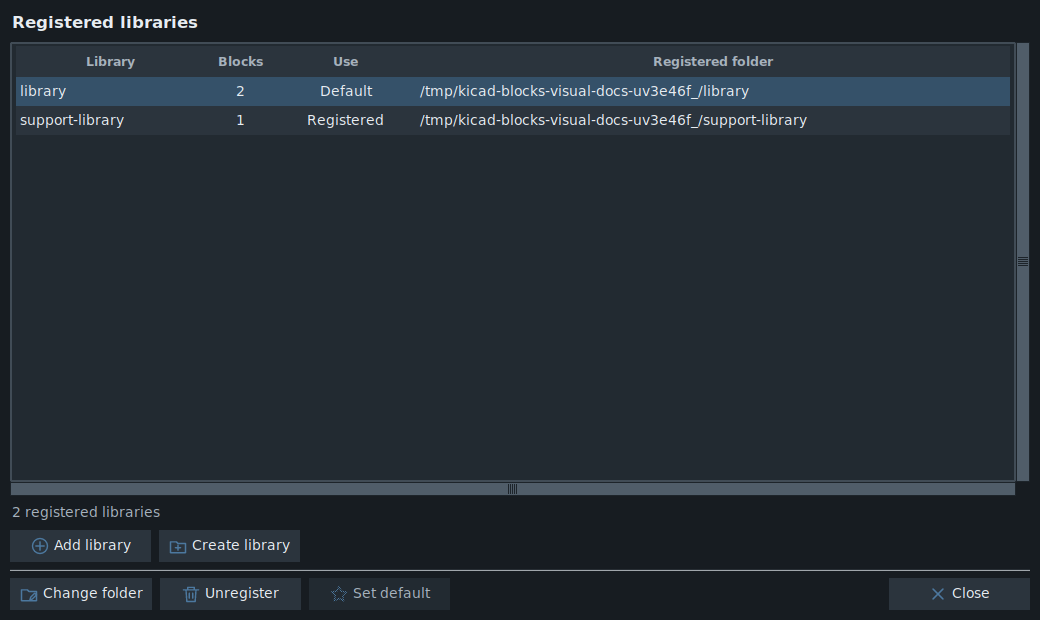 Registered libraries
Library Blocks Use Registered folder
library 2 Default /tmp/kicad-blocks-visual-docs-uv3e46f_/library
support-library 1 Registered /tmp/kicad-blocks-visual-docs-uv3e46f_/support-library
2 registered libraries
Add library Create library
Change folder Unregister Set default Close